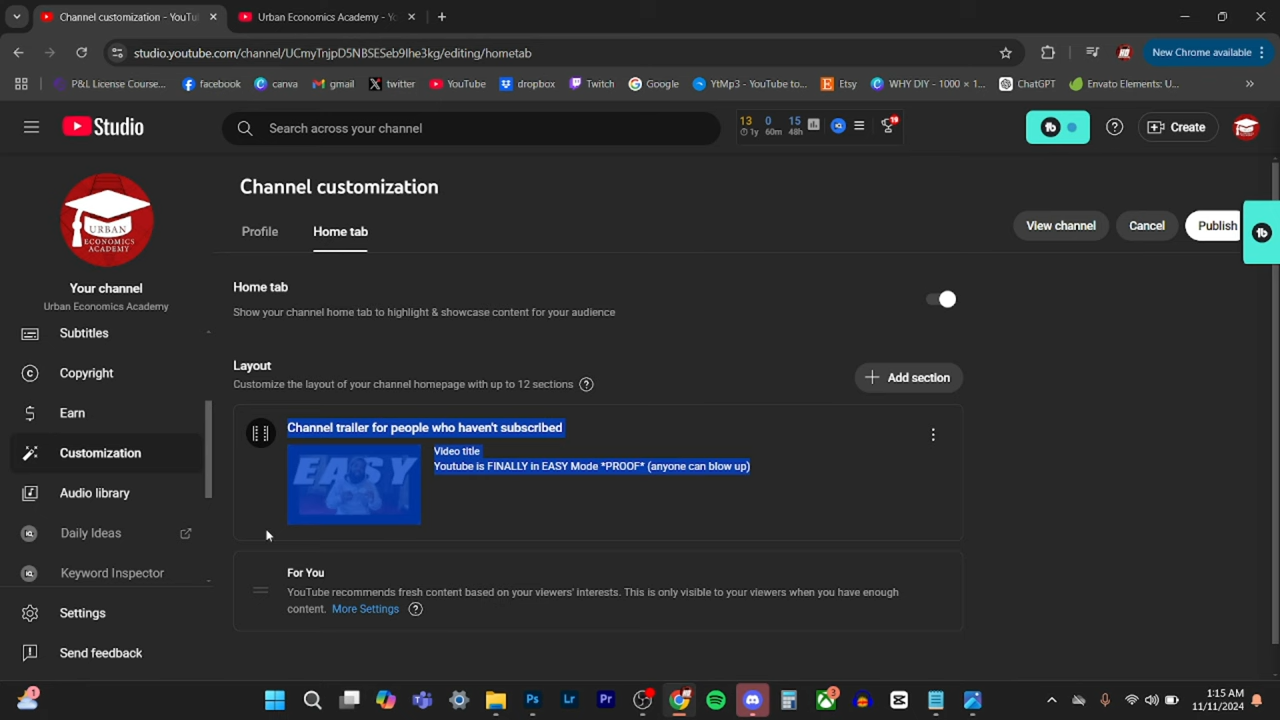 Channel customization - YouTu
Urban Economics Academy - Yo
studio.youtube.com/channel/UCmyTnjpD5NBSESeb9Ihe3kg/editing/hometab
New Chrome available
P&L License Course...
facebook
canva
gmail
twitter
YouTube
dropbox
Twitch
Google
YtMp3 - YouTube to...
Etsy
WHY DIY - 1000 × 1...
ChatGPT
Envato Elements: U...
Studio
Search across your channel
13 0 15
1y 60m 48h
19
Create
Channel customization
Profile
Home tab
View channel
Cancel
Publish
URBAN
ECONOMICS
ACADEMY
Your channel
Urban Economics Academy
Subtitles
Copyright
Earn
Customization
Audio library
Daily Ideas
Keyword Inspector
Settings
Send feedback
Home tab
Show your channel home tab to highlight & showcase content for your audience
Layout
Customize the layout of your channel homepage with up to 12 sections
Add section
Channel trailer for people who haven't subscribed
EASY
Video title
Youtube is FINALLY in EASY Mode *PROOF* (anyone can blow up)
For You
YouTube recommends fresh content based on your viewers' interests. This is only visible to your viewers when you have enough
content. More Settings
1
3
1:15 AM
11/11/2024